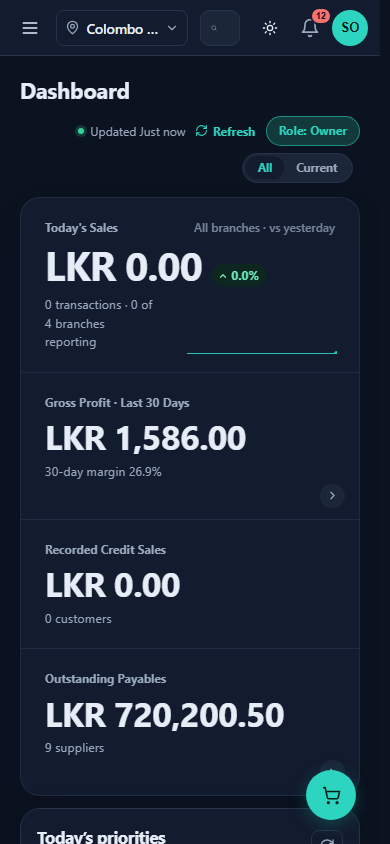 Colombo ...
12
SO
Dashboard
Updated Just now
Refresh
Role: Owner
All
Current
Today's Sales
All branches · vs yesterday
LKR 0.00
0.0%
0 transactions · 0 of
4 branches
reporting
Gross Profit · Last 30 Days
LKR 1,586.00
30-day margin 26.9%
Recorded Credit Sales
LKR 0.00
0 customers
Outstanding Payables
LKR 720,200.50
9 suppliers
Today's priorities